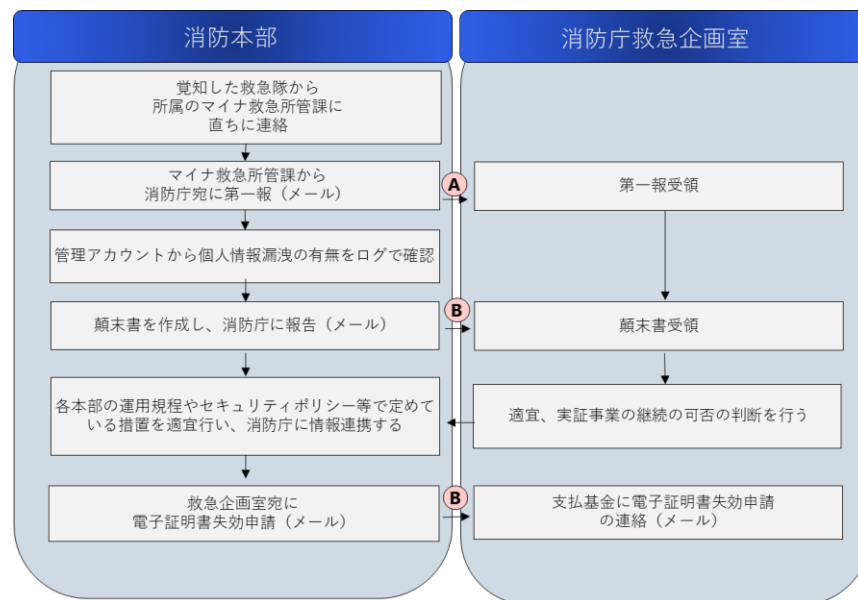 消防本部
消防庁救急企画室
覚知した救急隊から
所属のマイナ救急所管課に
直ちに連絡
マイナ救急所管課から
消防庁宛に第一報（メール）
A
第一報受領
管理アカウントから個人情報漏洩の有無をログで確認
顛末書を作成し、消防庁に報告（メール）
B
顛末書受領
各本部の運用規程やセキュリティポリシー等で定めて
いる措置を適宜行い、消防庁に情報連携する
適宜、実証事業の継続の可否の判断を行う
救急企画室宛に
電子証明書失効申請（メール）
B
支払基金に電子証明書失効申請
の連絡（メール）